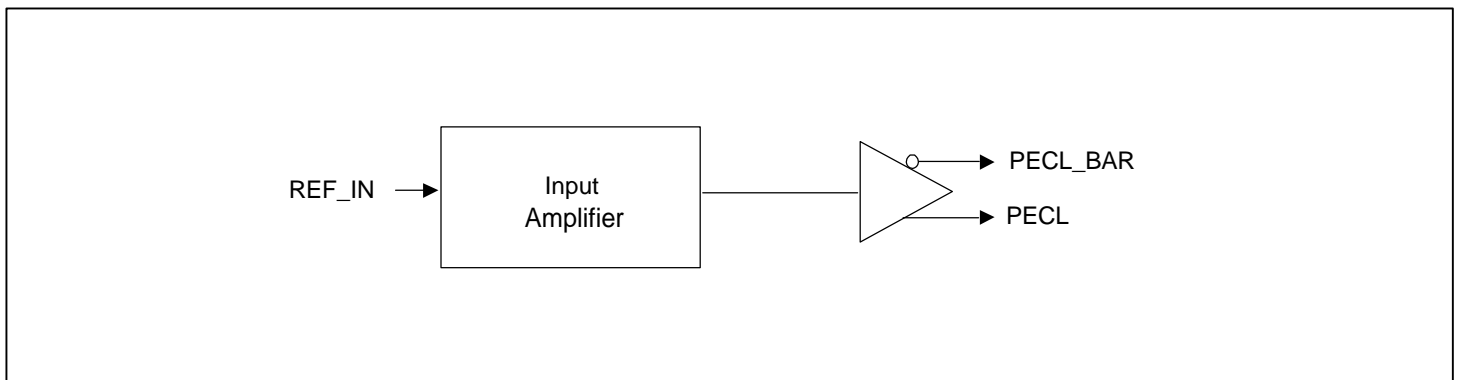 REF_IN
Input
Amplifier
PECL_BAR
PECL